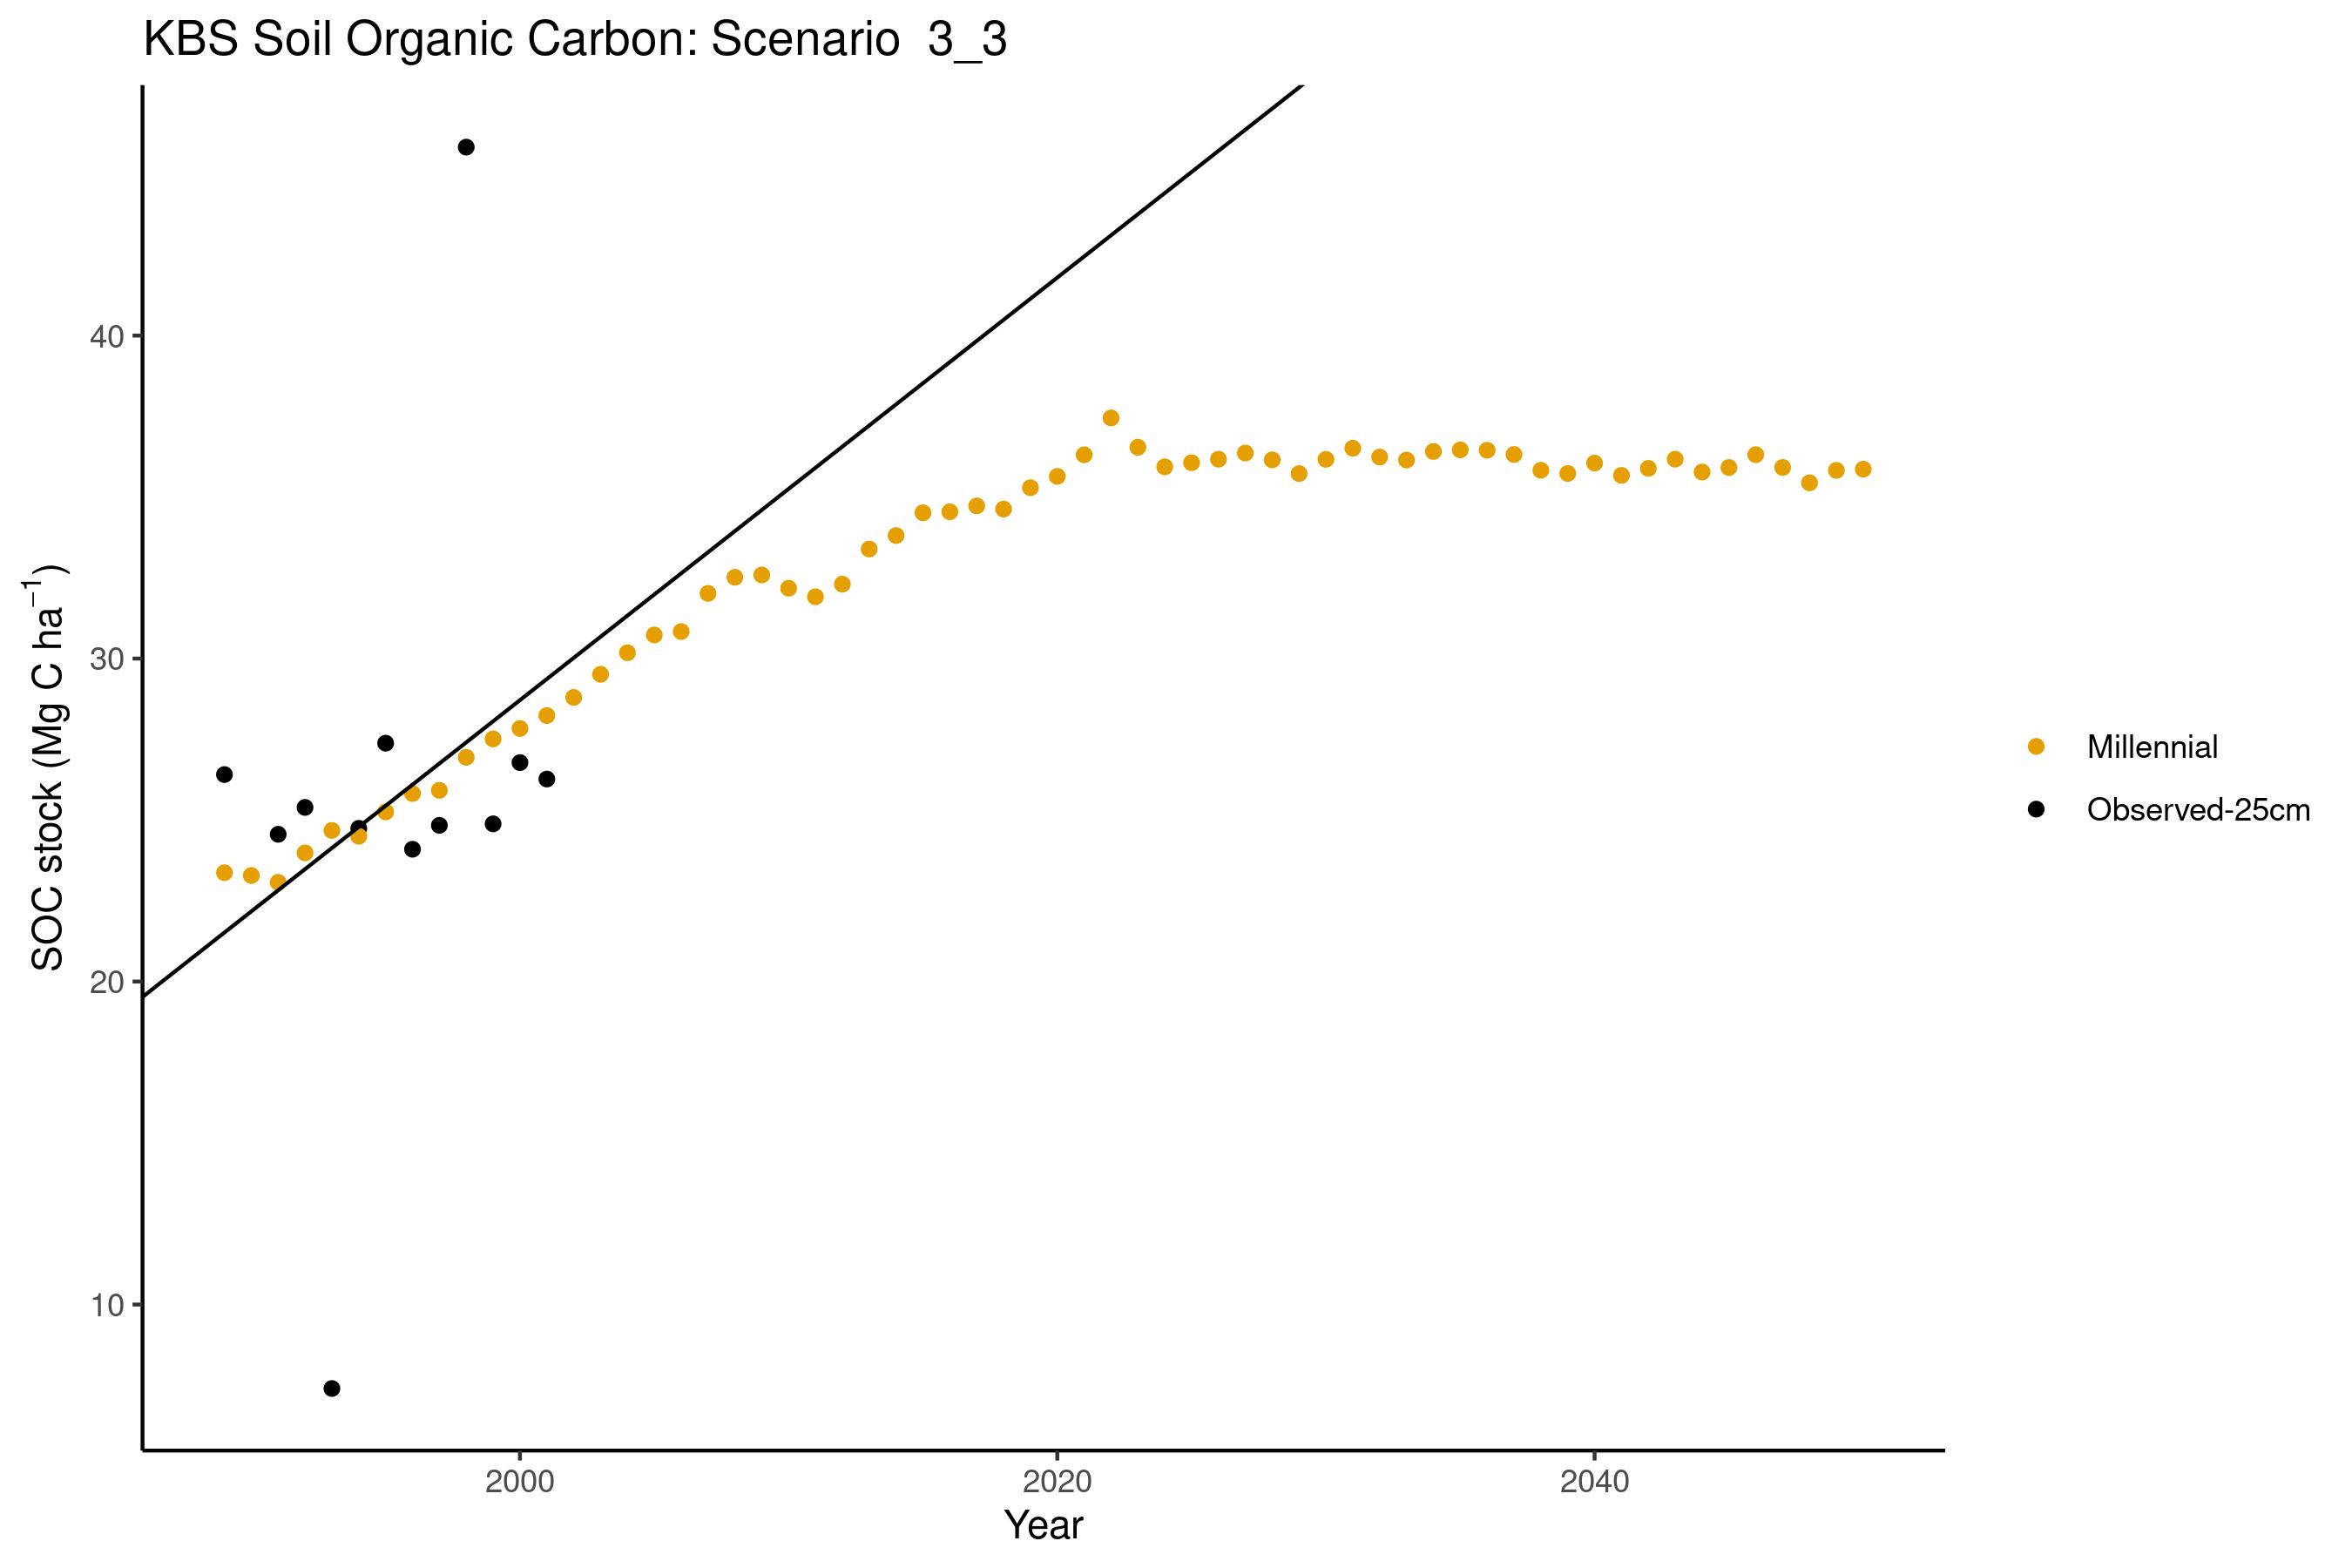 KBS Soil Organic Carbon: Scenario  3_3
SOC stock (Mg C ha⁻¹)
40
30
20
10
2000
2020
2040
Year
Millennial
Observed-25cm